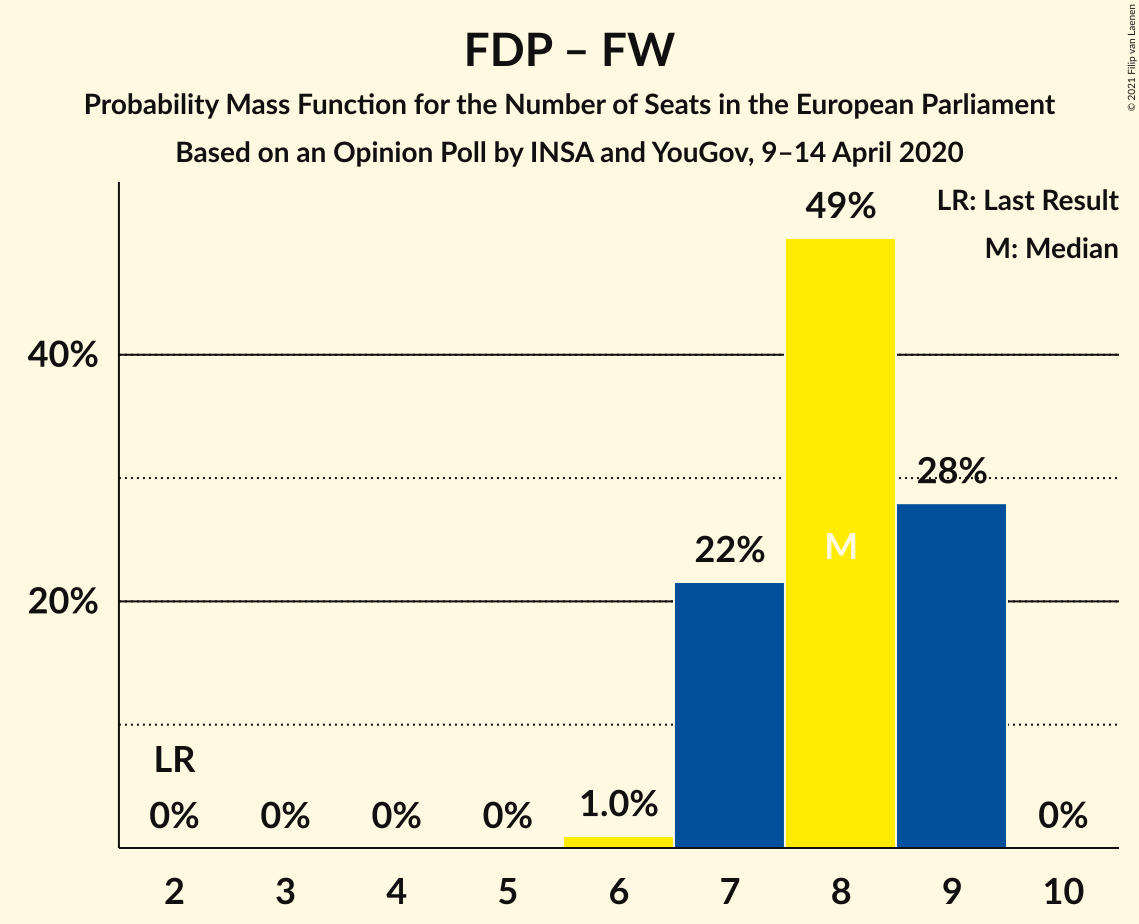 FDP – FW
Probability Mass Function for the Number of Seats in the European Parliament
Based on an Opinion Poll by INSA and YouGov, 9–14 April 2020
© 2021 Filip van Laenen
LR: Last Result
M: Median
49%
40%
28%
22%
M
20%
LR
0% 0% 0% 0% 1.0% 0%
2 3 4 5 6 7 8 9 10